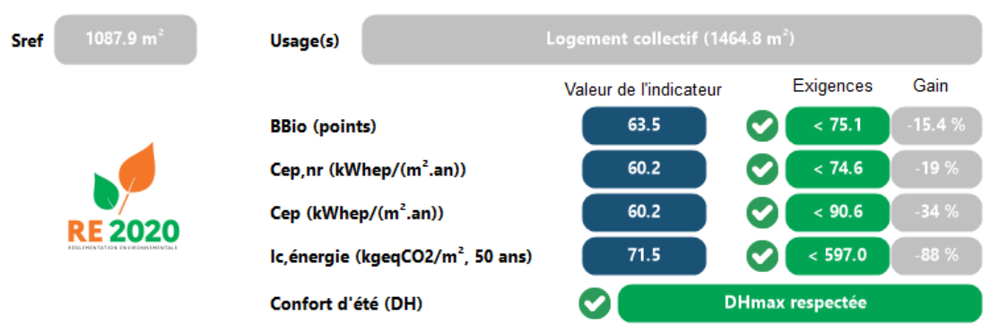 Sref 1087.9 m² Usage(s) Logement collectif (1464.8 m²)
Valeur de l'indicateur Exigences Gain
BBio (points) 63.5 < 75.1 -15.4 %
Cep,nr (kWhep/(m².an)) 60.2 < 74.6 -19 %
Cep (kWhep/(m².an)) 60.2 < 90.6 -34 %
Ic,énergie (kgeqCO2/m², 50 ans) 71.5 < 597.0 -88 %
Confort d'été (DH) DHmax respectée
RE 2020
RÉGLEMENTATION ENVIRONNEMENTALE